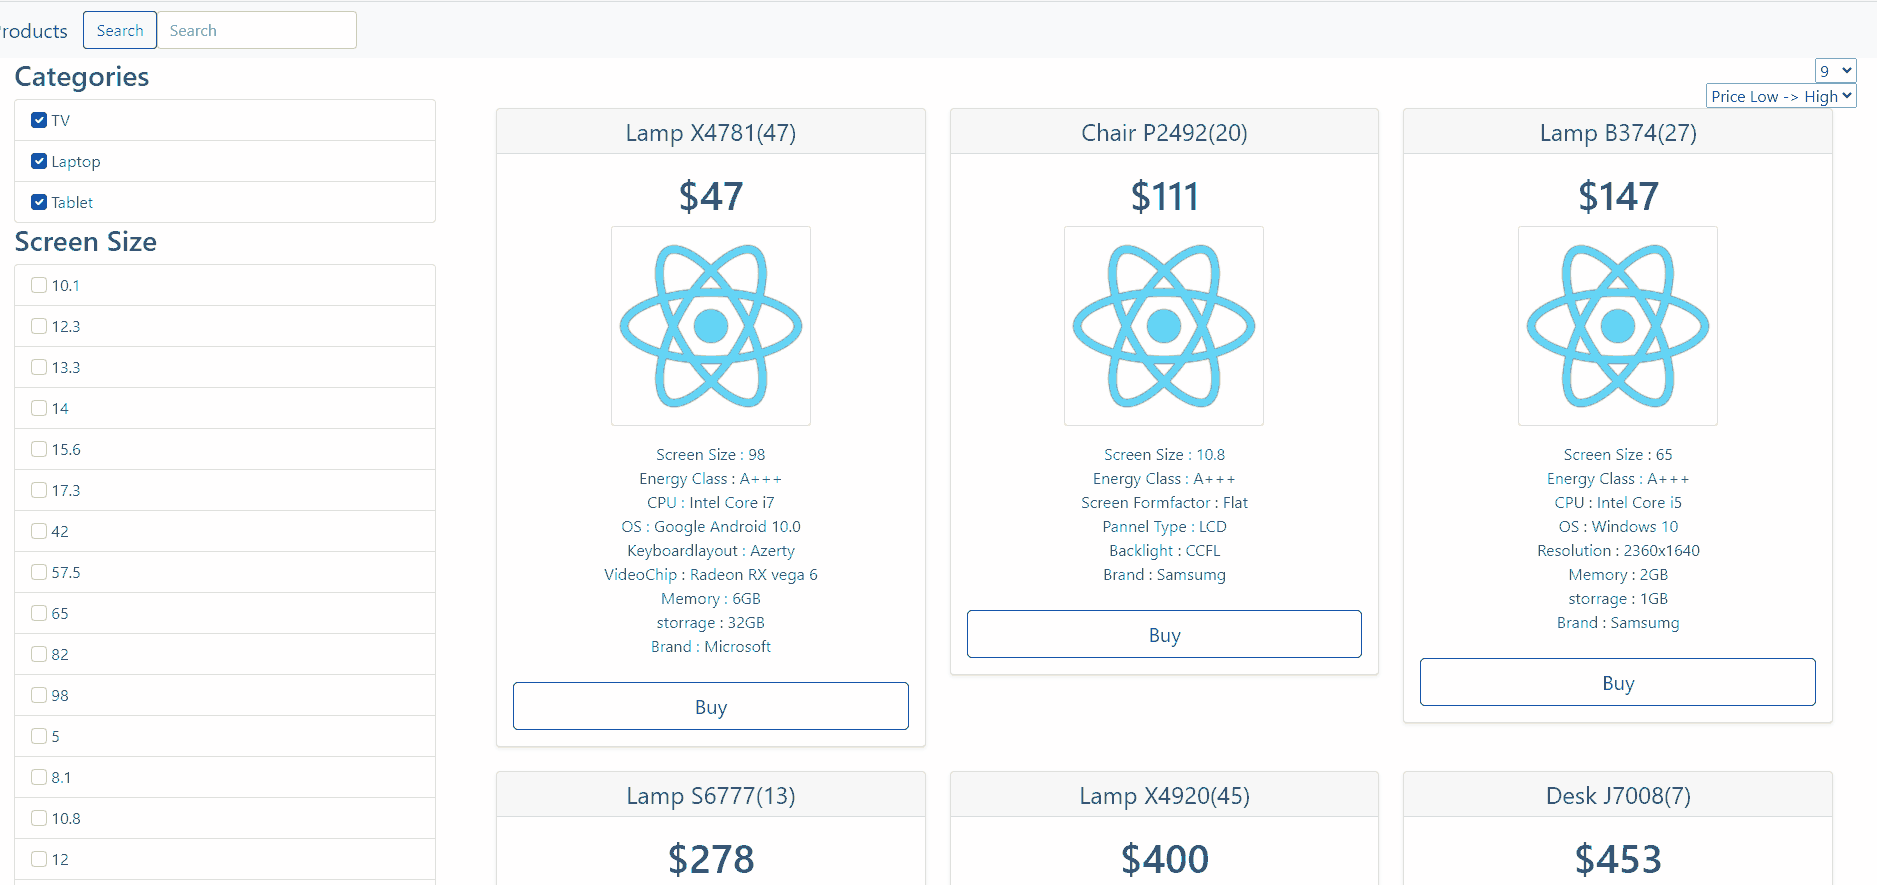 roducts
Search
Search
Categories
TV
Laptop
Tablet
Screen Size
10.1
12.3
13.3
14
15.6
17.3
42
57.5
65
82
98
5
8.1
10.8
12
9
Price Low -> High
Lamp X4781(47)
$47
Screen Size : 98
Energy Class : A+++
CPU : Intel Core i7
OS : Google Android 10.0
Keyboardlayout : Azerty
VideoChip : Radeon RX vega 6
Memory : 6GB
storrage : 32GB
Brand : Microsoft
Buy
Chair P2492(20)
$111
Screen Size : 10.8
Energy Class : A+++
Screen Formfactor : Flat
Pannel Type : LCD
Backlight : CCFL
Brand : Samsumg
Buy
Lamp B374(27)
$147
Screen Size : 65
Energy Class : A+++
CPU : Intel Core i5
OS : Windows 10
Resolution : 2360x1640
Memory : 2GB
storrage : 1GB
Brand : Samsumg
Buy
Lamp S6777(13)
$278
Lamp X4920(45)
$400
Desk J7008(7)
$453